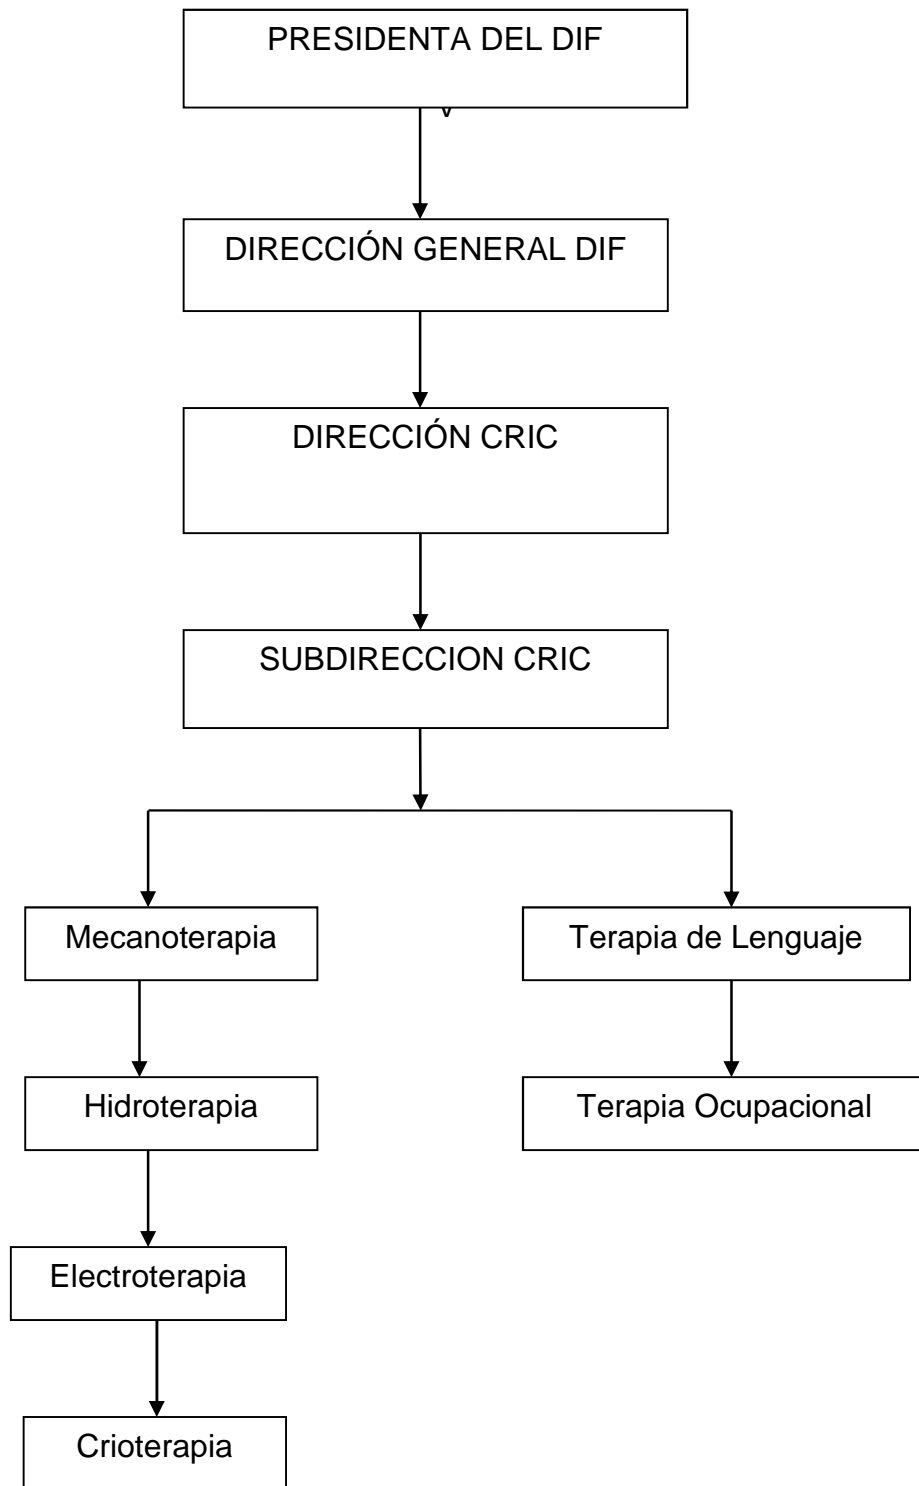 PRESIDENTA DEL DIF
DIRECCIÓN GENERAL DIF
DIRECCIÓN CRIC
SUBDIRECCION CRIC
Mecanoterapia
Terapia de Lenguaje
Hidroterapia
Terapia Ocupacional
Electroterapia
Crioterapia